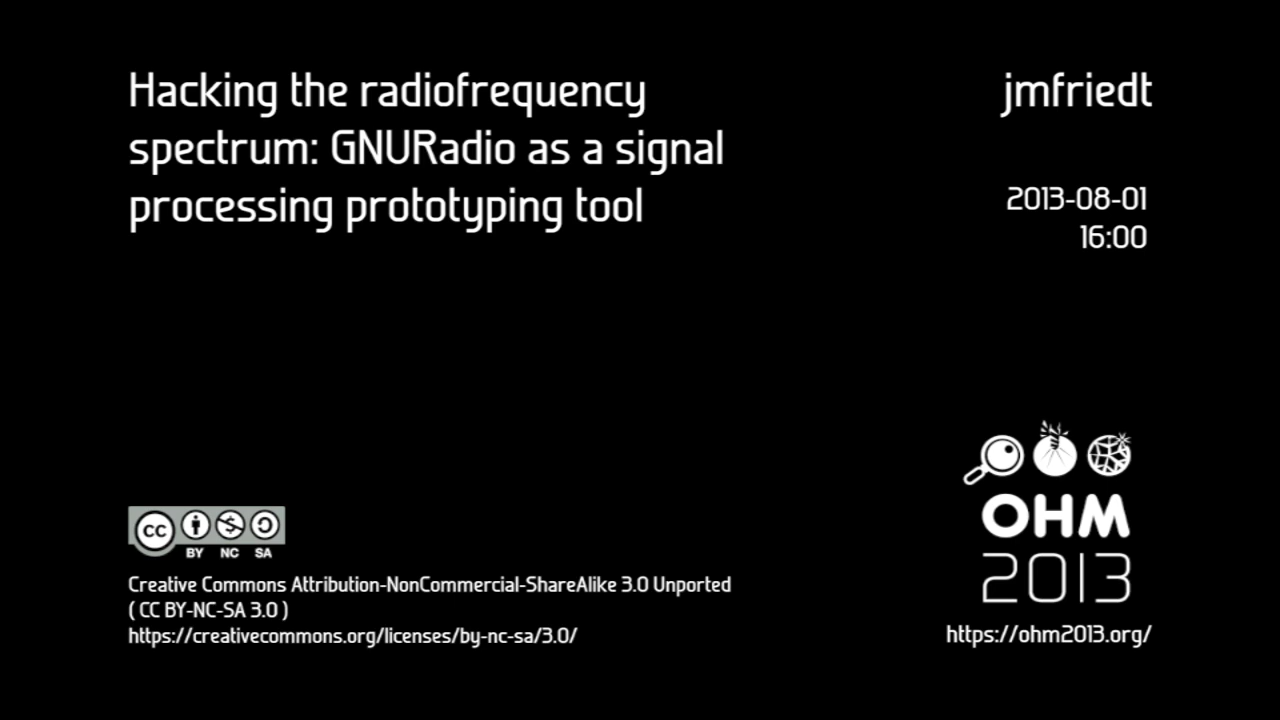 Hacking the radiofrequency
spectrum: GNURadio as a signal
processing prototyping tool
jmfriedt
2013-08-01
16:00
cc
BY NC SA
Creative Commons Attribution-NonCommercial-ShareAlike 3.0 Unported
( CC BY-NC-SA 3.0 )
https://creativecommons.org/licenses/by-nc-sa/3.0/
OHM
2013
https://ohm2013.org/